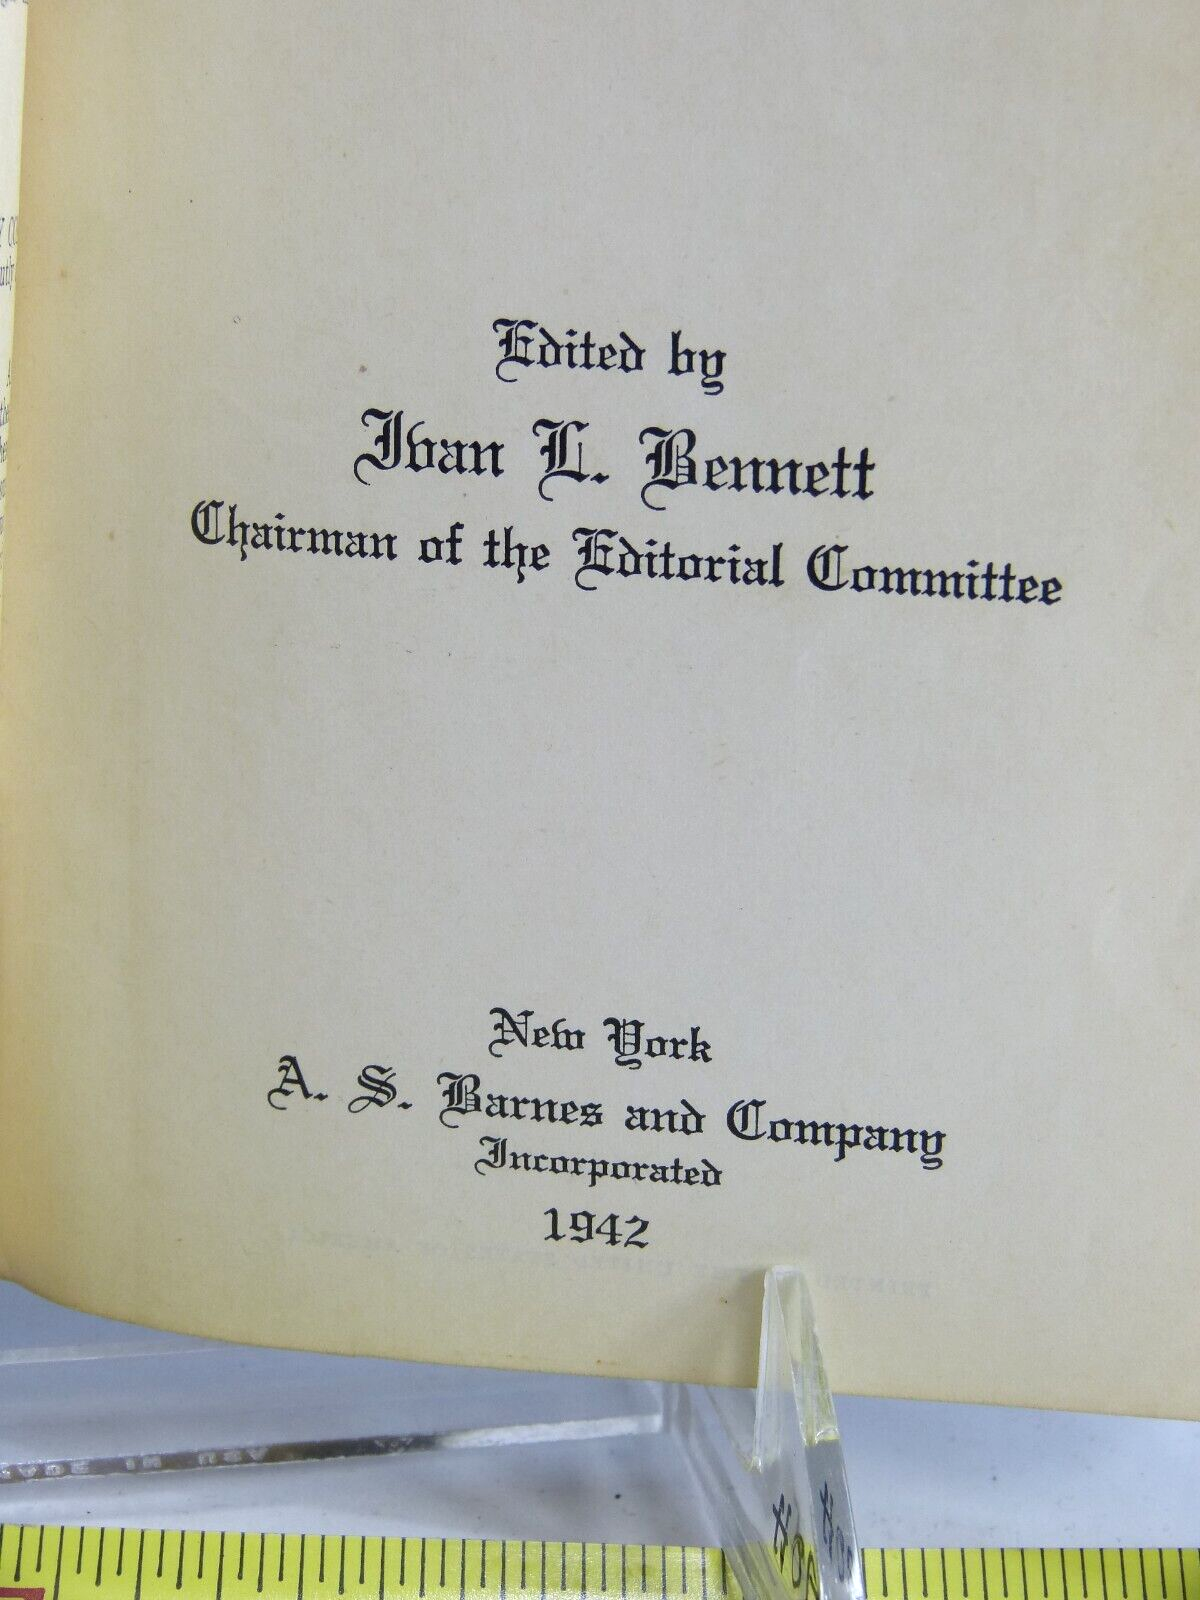 Edited by
Ivan L. Bennett
Chairman of the Editorial Committee
New York
A. S. Barnes and Company
Incorporated
1942